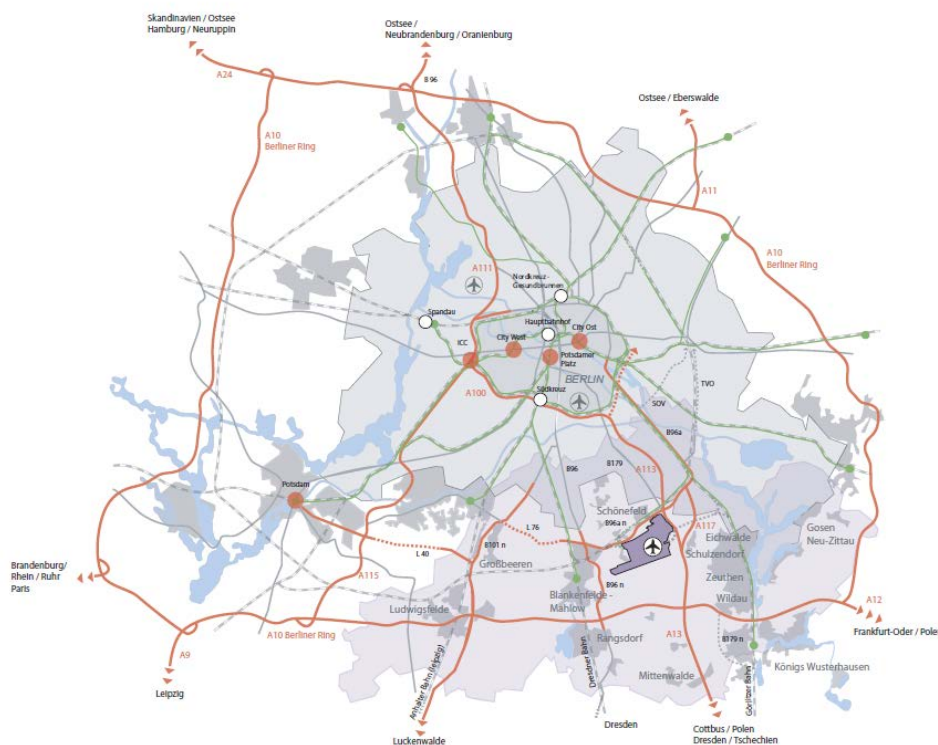 Skandinavien / Ostsee
Hamburg / Neuruppin
Ostsee /
Neubrandenburg / Oranienburg
A24
B 96
Ostsee / Eberswalde
A10
Berliner Ring
A11
A10
Berliner Ring
A111
Nordkreuz-
Gesundbrunnen
Spandau
Hauptbahnhof
City Ost
ICC
City West
Potsdamer
Platz
BERLIN
TVO
A100
Südkreuz
SOV
B96a
B96
B179
A113
Potsdam
Schönefeld
B96a n
L 76
A117
Gosen
Neu-Zittau
Eichwalde
Schulzendorf
B101 n
L 40
Großbeeren
Brandenburg/
Rhein / Ruhr
Paris
A115
Zeuthen
B96 n
Blankenfelde -
Mahlow
Wildau
A12
Ludwigsfelde
Frankfurt-Oder / Pole
A10 Berliner Ring
Rangsdorf
A13
B179 n
A9
Mittenwalde
Königs Wusterhausen
Leipzig
Anhalter Bahn (Leipzig)
Dresdner Bahn
Görlitzer Bahn
Luckenwalde
Dresden
Cottbus / Polen
Dresden / Tschechien